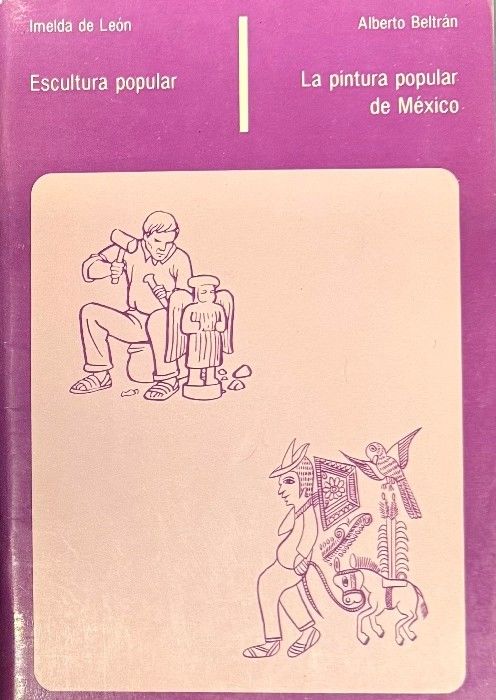 Imelda de León
Escultura popular
Alberto Beltrán
La pintura popular
de México